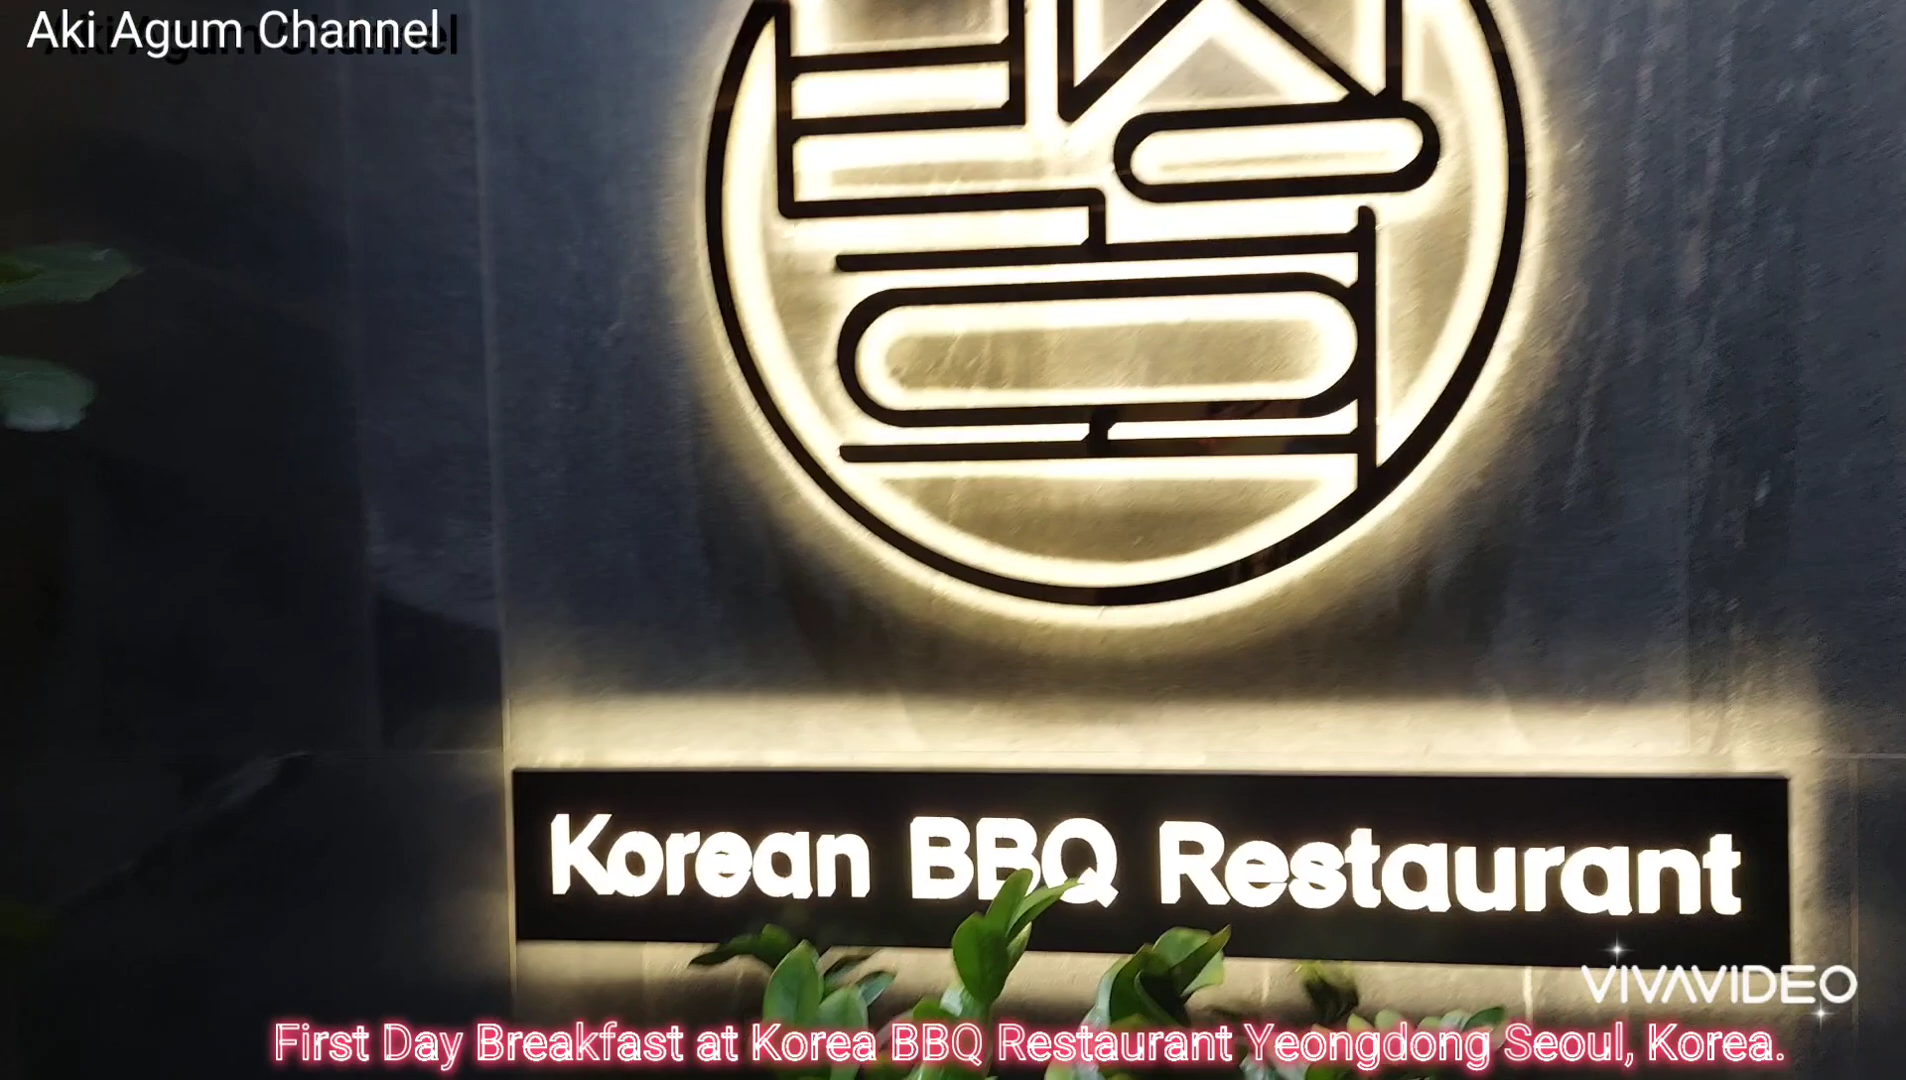 Aki Agum Channel
Korean BBQ Restaurant
VIVAVIDEO
First Day Breakfast at Korea BBQ Restaurant Yeongdong Seoul, Korea.